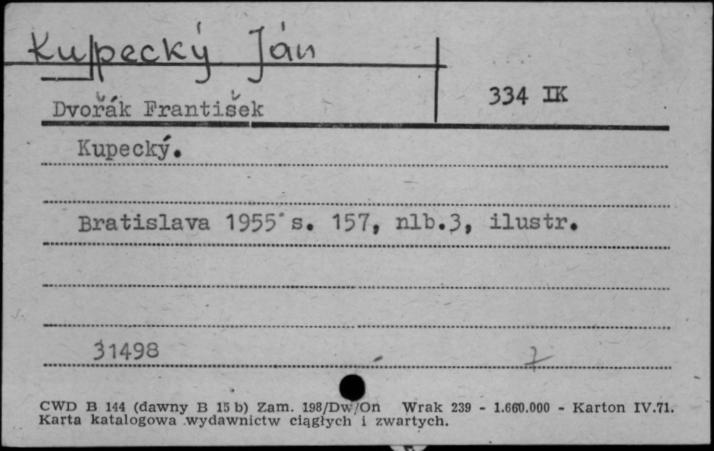 Kupecký Ján
334 IK
Dvořák František
Kupecký.
Bratislava 1955 s. 157, nlb.3, ilustr.
31498
7
CWD B 144 (dawny B 15 b) Zam. 198/Dw/On Wrak 239 - 1.660.000 - Karton IV.71.
Karta katalogowa wydawnictw ciągłych i zwartych.